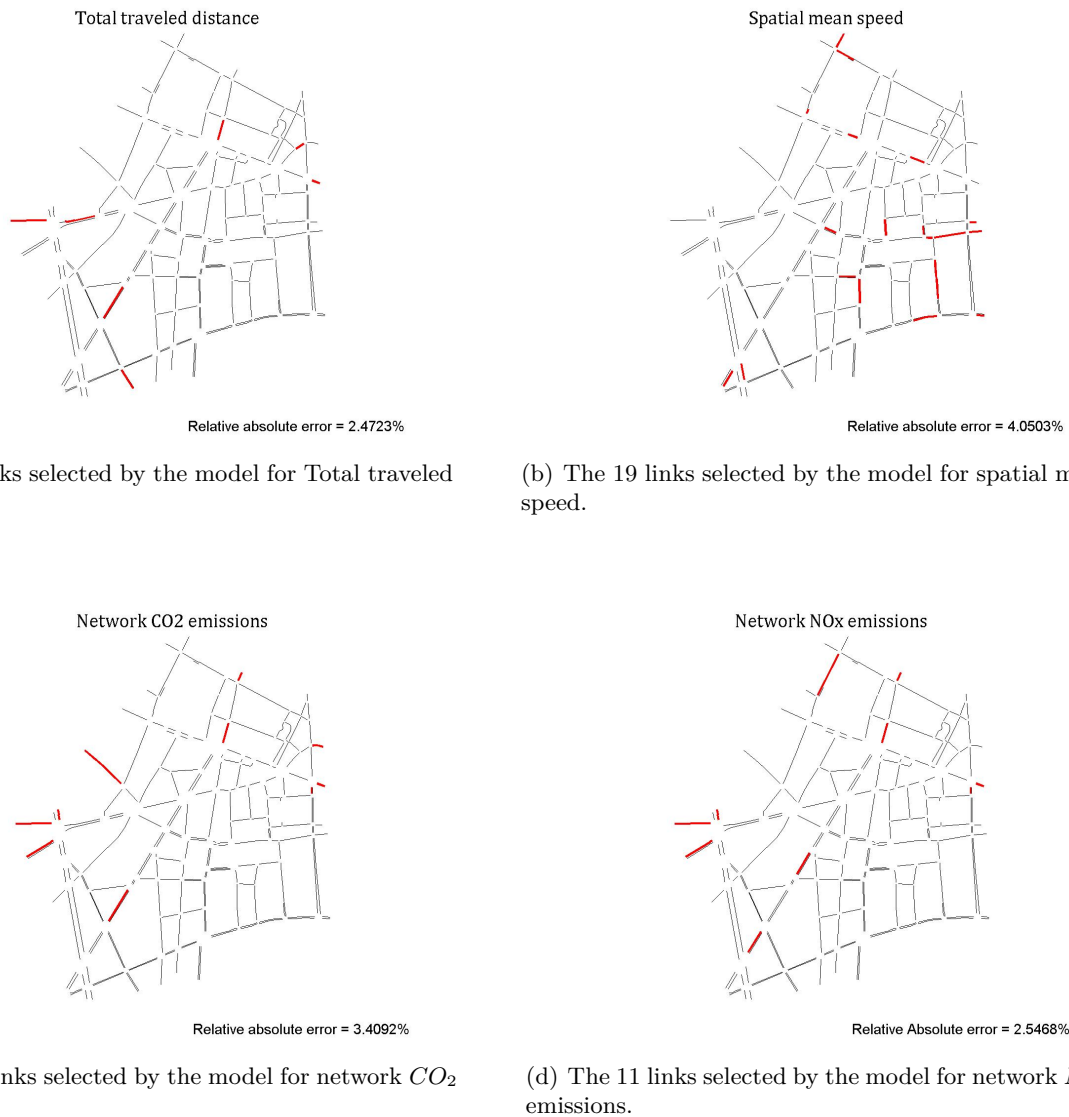 Total traveled distance
Relative absolute error = 2.4723%
selected by the model for Total traveled
Spatial mean speed
Relative absolute error = 4.0503%
(b) The 19 links selected by the model for spatial
speed.
Network CO2 emissions
Relative absolute error = 3.4092%
selected by the model for network CO₂
Network NOx emissions
Relative Absolute error = 2.5468%
(d) The 11 links selected by the model for network
emissions.